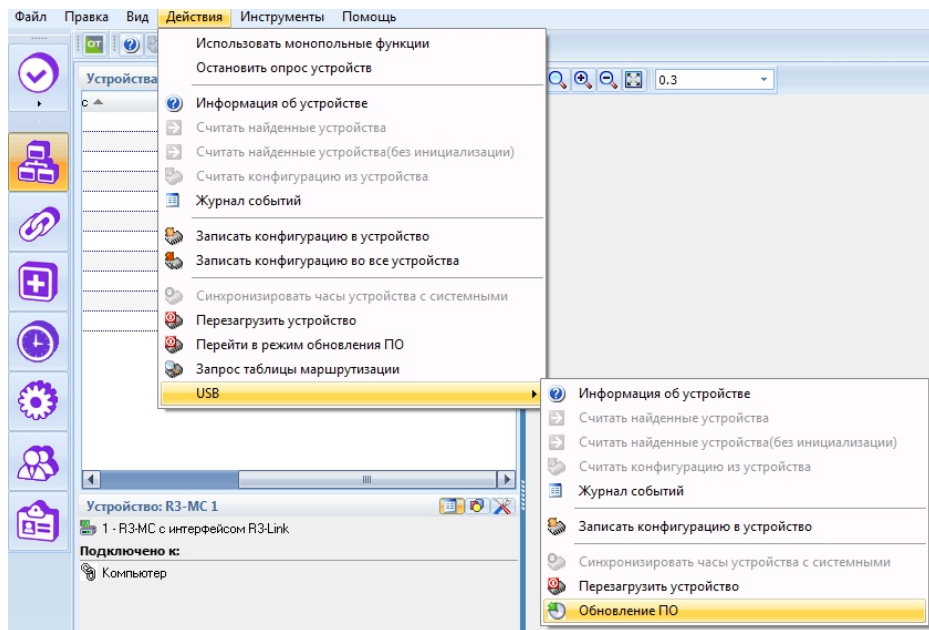 Файл Правка Вид Действия Инструменты Помощь
ОТ
Использовать монопольные функции
Остановить опрос устройств
Устройства
0.3
с
Информация об устройстве
Считать найденные устройства
Считать найденные устройства(без инициализации)
Считать конфигурацию из устройства
Журнал событий
Записать конфигурацию в устройство
Записать конфигурацию во все устройства
Синхронизировать часы устройства с системными
Перезагрузить устройство
Перейти в режим обновления ПО
Запрос таблицы маршрутизации
USB
Информация об устройстве
Считать найденные устройства
Считать найденные устройства(без инициализации)
Считать конфигурацию из устройства
Журнал событий
Записать конфигурацию в устройство
Синхронизировать часы устройства с системными
Перезагрузить устройство
Обновление ПО
Устройство: R3-МС 1
1 - R3-МС с интерфейсом R3-Link
Подключено к:
Компьютер